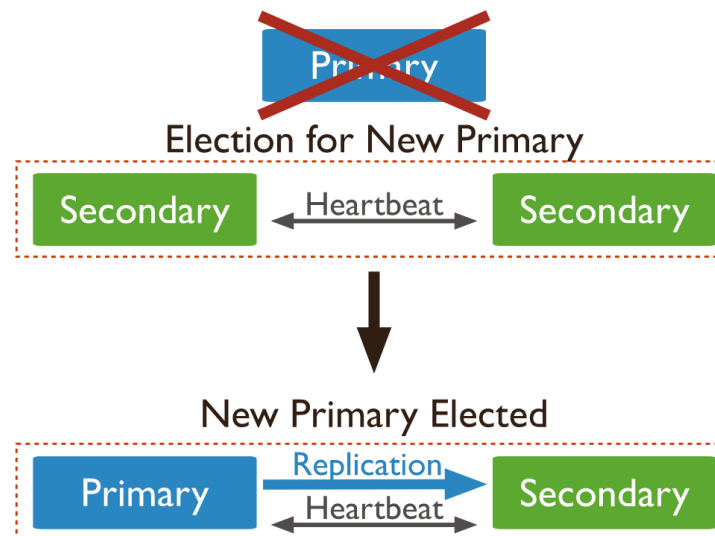 Primary
Election for New Primary
Secondary
Heartbeat
Secondary
New Primary Elected
Primary
Replication
Heartbeat
Secondary